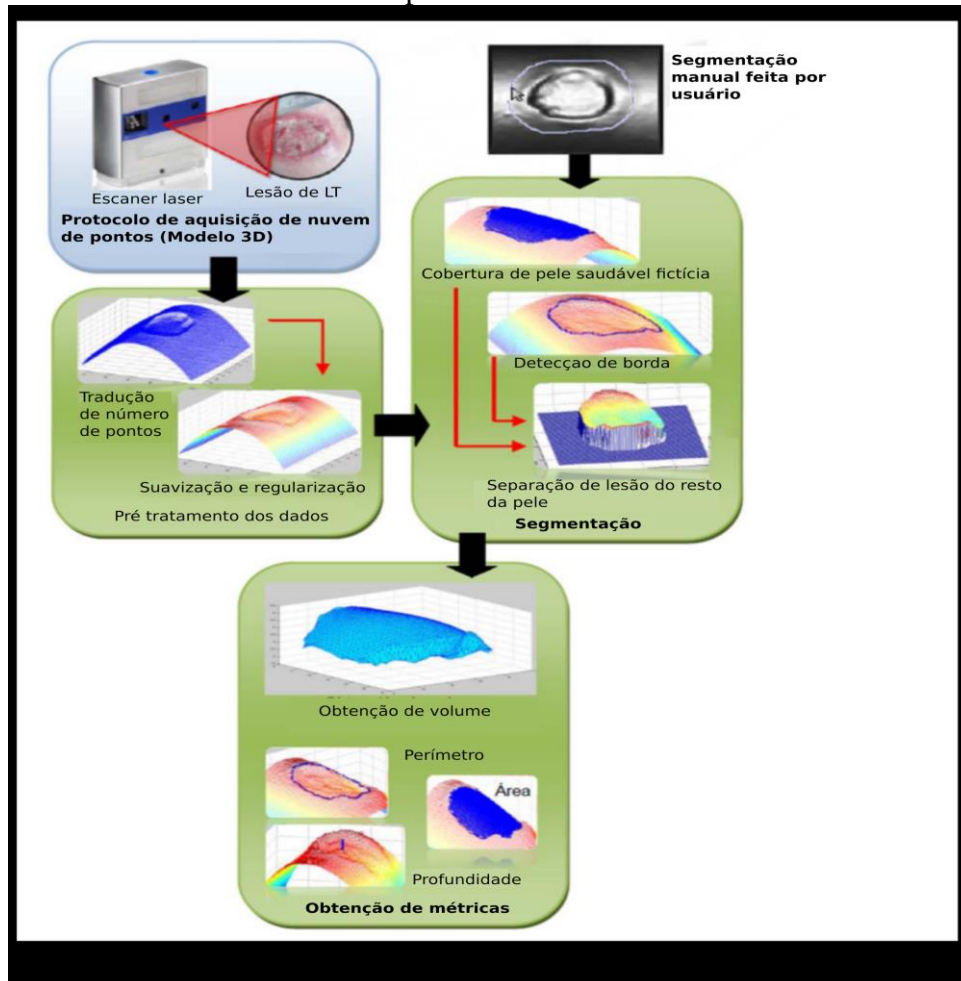 Escaner laser
Lesão de LT
Protocolo de aquisição de nuvem
de pontos (Modelo 3D)
Segmentação
manual feita por
usuário
Tradução
de número
de pontos
Suavização e regularização
Pré tratamento dos dados
Cobertura de pele saudável fictícia
Detecçao de borda
Separação de lesão do resto
da pele
Segmentação
Obtenção de volume
Perímetro
Área
Profundidade
Obtenção de métricas